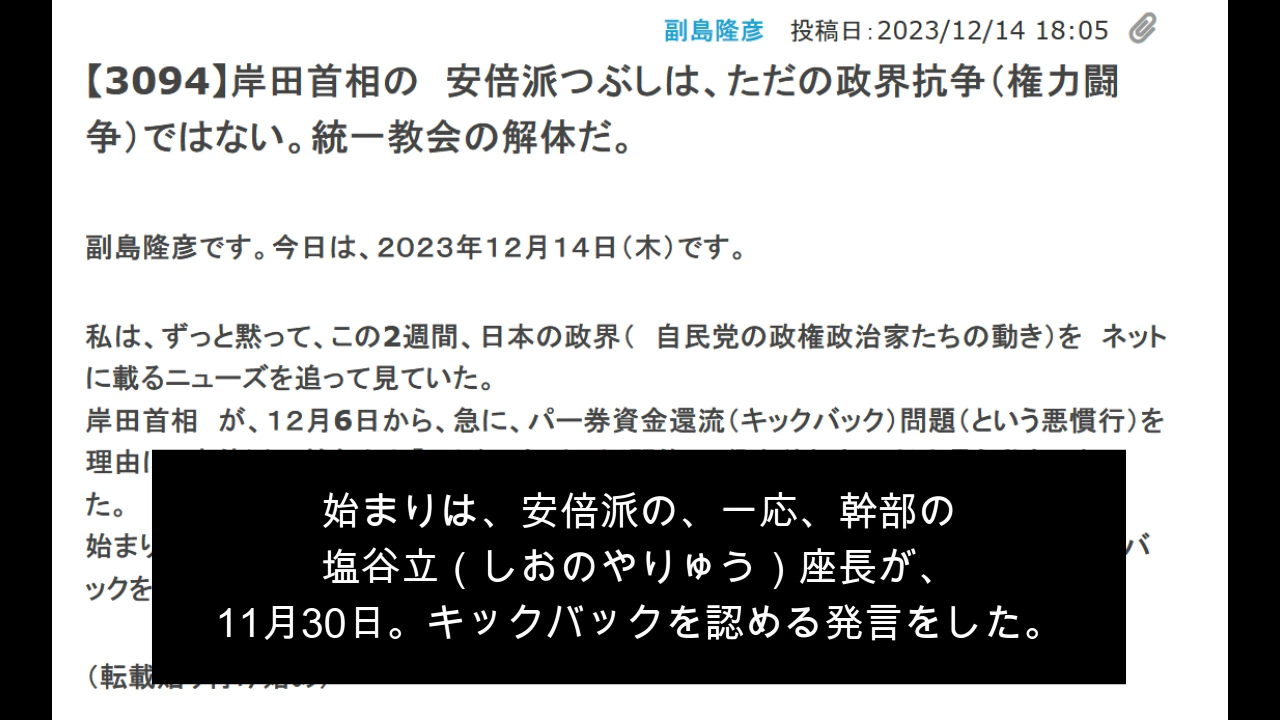 副島隆彦 投稿日:2023/12/14 18:05
【3094】岸田首相の 安倍派つぶしは、ただの政界抗争(権力闘
争)ではない。統一教会の解体だ。
副島隆彦です。今日は、2023年12月14日(木)です。
私は、ずっと黙って、この2週間、日本の政界( 自民党の政権政治家たちの動き)を ネット
に載るニューズを追って見ていた。
岸田首相 が、12月6日から、急に、パー券資金還流(キックバック)問題(という悪慣行)を
理由に
た。
始まり バ
ックを
始まりは、安倍派の、一応、幹部の
塩谷立(しおのやりゅう)座長が、
11月30日。キックバックを認める発言をした。
(転載